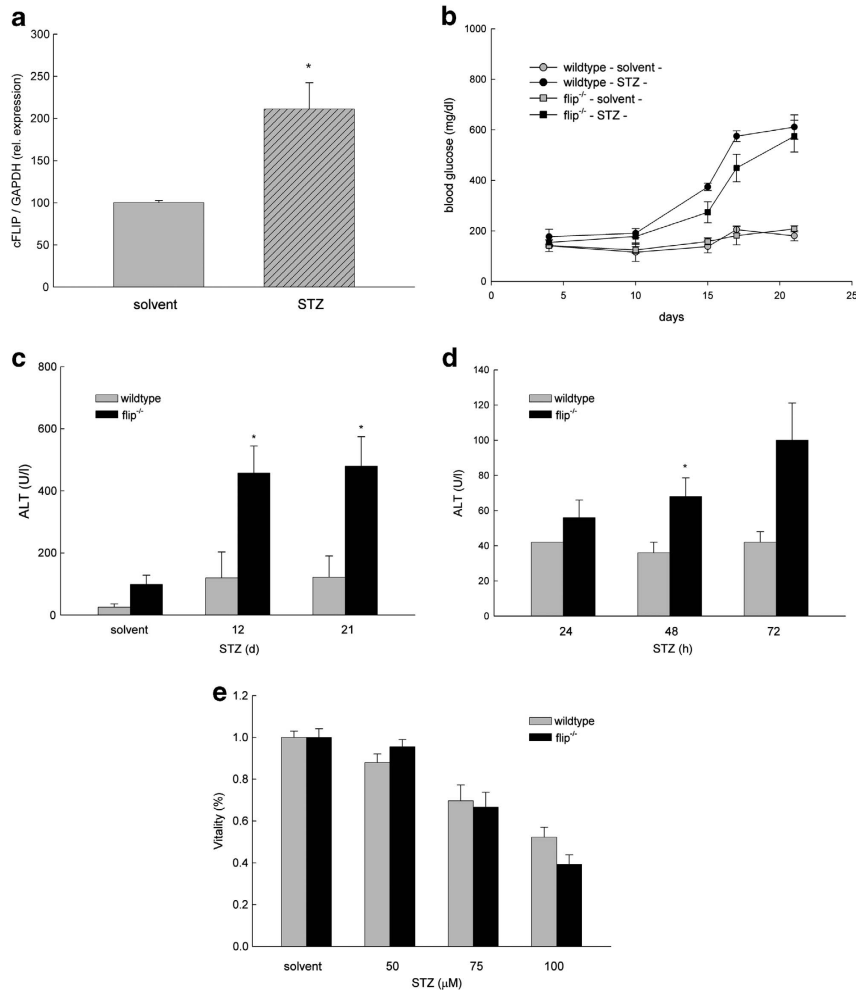 a
cFLIP / GAPDH (rel. expression)
300
250
200
150
100
50
0
*
solvent
STZ
b
blood glucose (mg/dl)
1000
800
600
400
200
0
wildtype - solvent -
wildtype - STZ -
flip-/- - solvent -
flip-/- - STZ -
0 5 10 15 20 25
days
c
ALT (U/l)
800
600
400
200
0
wildtype
flip-/-
* *
solvent 12 21
STZ (d)
d
ALT (U/l)
140
120
100
80
60
40
20
0
wildtype
flip-/-
*
24 48 72
STZ (h)
e
Vitality (%)
1.2
1.0
0.8
0.6
0.4
0.2
0.0
wildtype
flip-/-
solvent 50 75 100
STZ (µM)